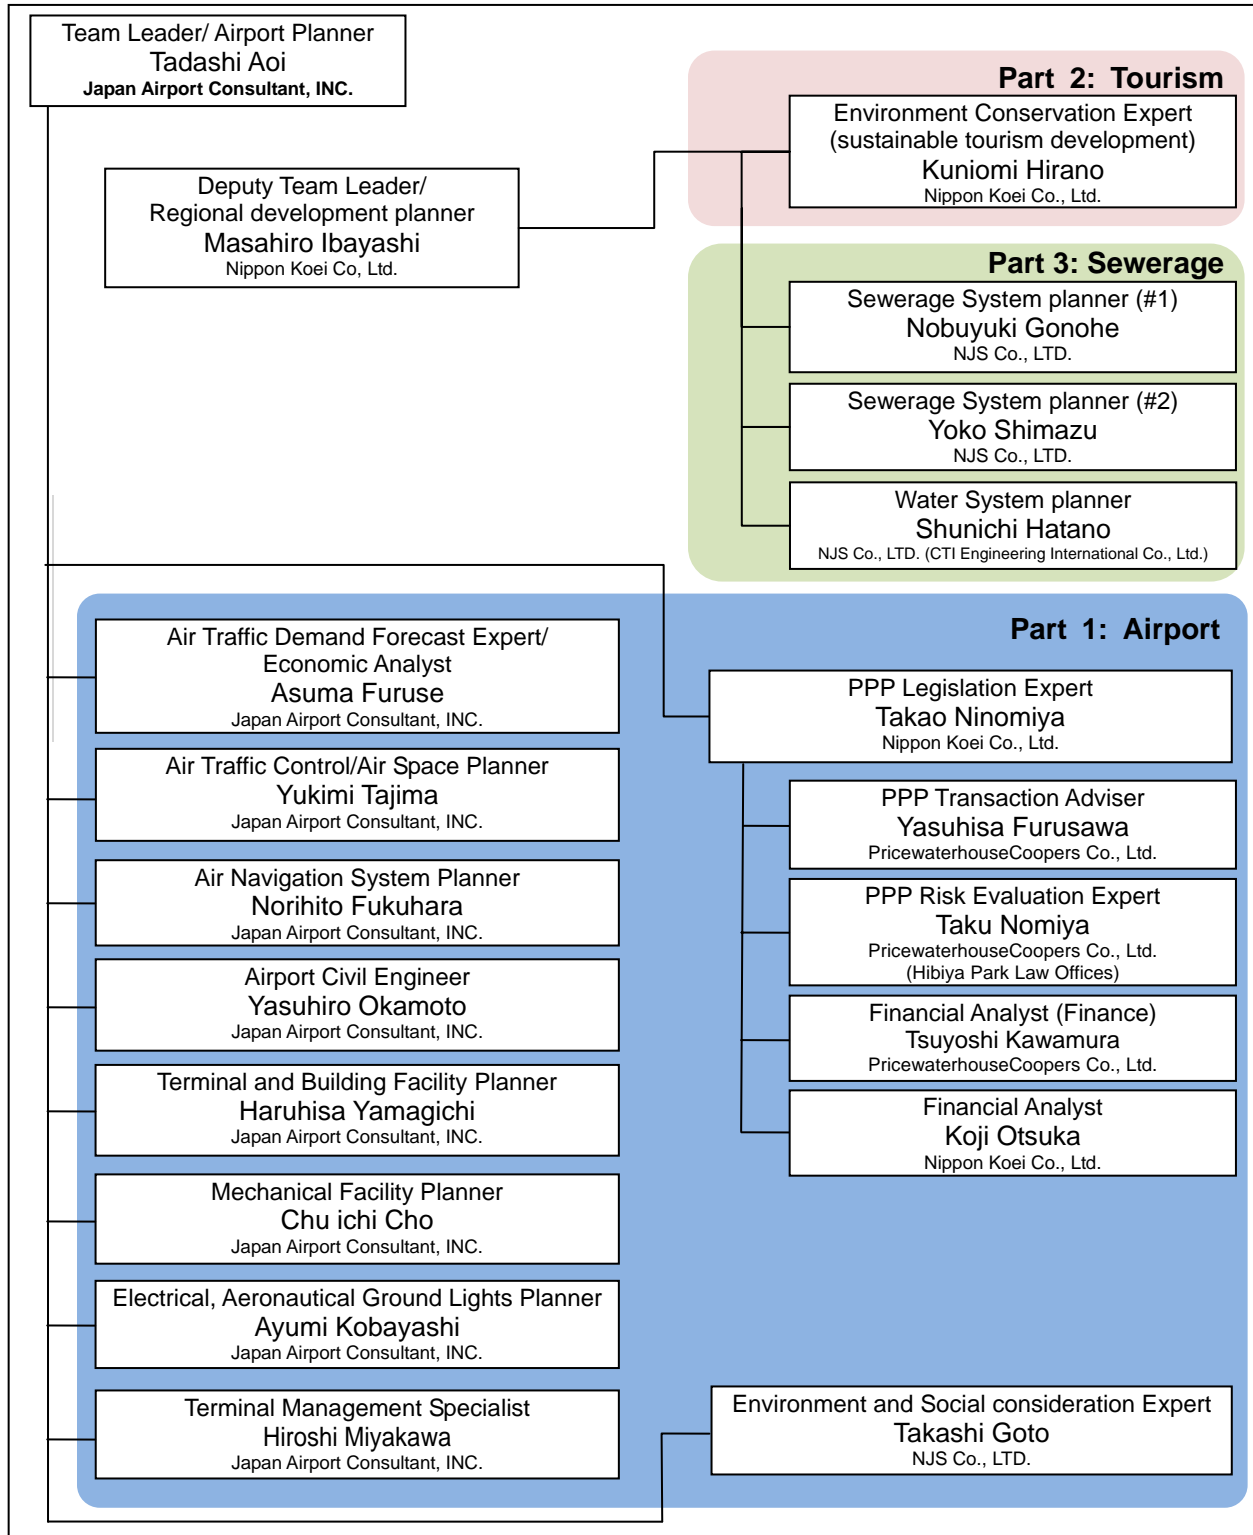 Team Leader/ Airport Planner
Tadashi Aoi
Japan Airport Consultant, INC.
Deputy Team Leader/
Regional development planner
Masahiro Ibayashi
Nippon Koei Co, Ltd.
Part 2: Tourism
Environment Conservation Expert
(sustainable tourism development)
Kuniomi Hirano
Nippon Koei Co., Ltd.
Part 3: Sewerage
Sewerage System planner (#1)
Nobuyuki Gonohe
NJS Co., LTD.
Sewerage System planner (#2)
Yoko Shimazu
NJS Co., LTD.
Water System planner
Shunichi Hatano
NJS Co., LTD. (CTI Engineering International Co., Ltd.)
Part 1: Airport
Air Traffic Demand Forecast Expert/
Economic Analyst
Asuma Furuse
Japan Airport Consultant, INC.
Air Traffic Control/Air Space Planner
Yukimi Tajima
Japan Airport Consultant, INC.
Air Navigation System Planner
Norihito Fukuhara
Japan Airport Consultant, INC.
Airport Civil Engineer
Yasuhiro Okamoto
Japan Airport Consultant, INC.
Terminal and Building Facility Planner
Haruhisa Yamagichi
Japan Airport Consultant, INC.
Mechanical Facility Planner
Chu ichi Cho
Japan Airport Consultant, INC.
Electrical, Aeronautical Ground Lights Planner
Ayumi Kobayashi
Japan Airport Consultant, INC.
Terminal Management Specialist
Hiroshi Miyakawa
Japan Airport Consultant, INC.
PPP Legislation Expert
Takao Ninomiya
Nippon Koei Co., Ltd.
PPP Transaction Adviser
Yasuhisa Furusawa
PricewaterhouseCoopers Co., Ltd.
PPP Risk Evaluation Expert
Taku Nomiya
PricewaterhouseCoopers Co., Ltd.
(Hibiya Park Law Offices)
Financial Analyst (Finance)
Tsuyoshi Kawamura
PricewaterhouseCoopers Co., Ltd.
Financial Analyst
Koji Otsuka
Nippon Koei Co., Ltd.
Environment and Social consideration Expert
Takashi Goto
NJS Co., LTD.